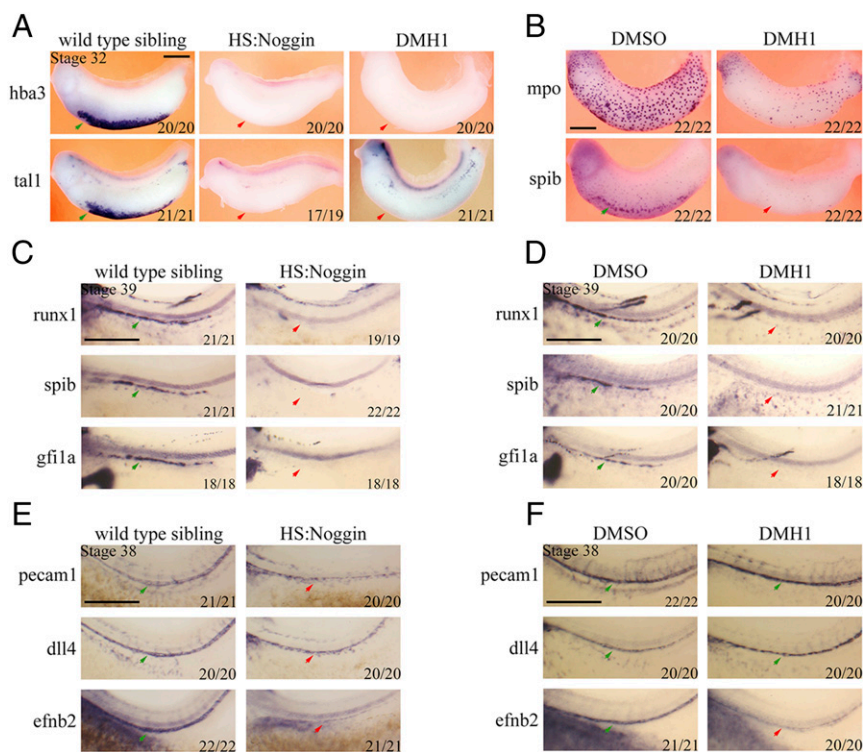 A
wild type sibling HS:Noggin DMH1
Stage 32
hba3
20/20 20/20 20/20
tal1
21/21 17/19 21/21
B
DMSO DMH1
mpo
22/22 22/22
spib
22/22 22/22
C
wild type sibling HS:Noggin
Stage 39
runx1
21/21 19/19
spib
21/21 22/22
gfi1a
18/18 18/18
D
DMSO DMH1
Stage 39
runx1
20/20 20/20
spib
20/20 21/21
gfi1a
20/20 18/18
E
wild type sibling HS:Noggin
Stage 38
pecam1
21/21 20/20
dll4
20/20 20/20
efnb2
22/22 21/21
F
DMSO DMH1
Stage 38
pecam1
22/22 20/20
dll4
20/20 20/20
efnb2
21/21 20/20